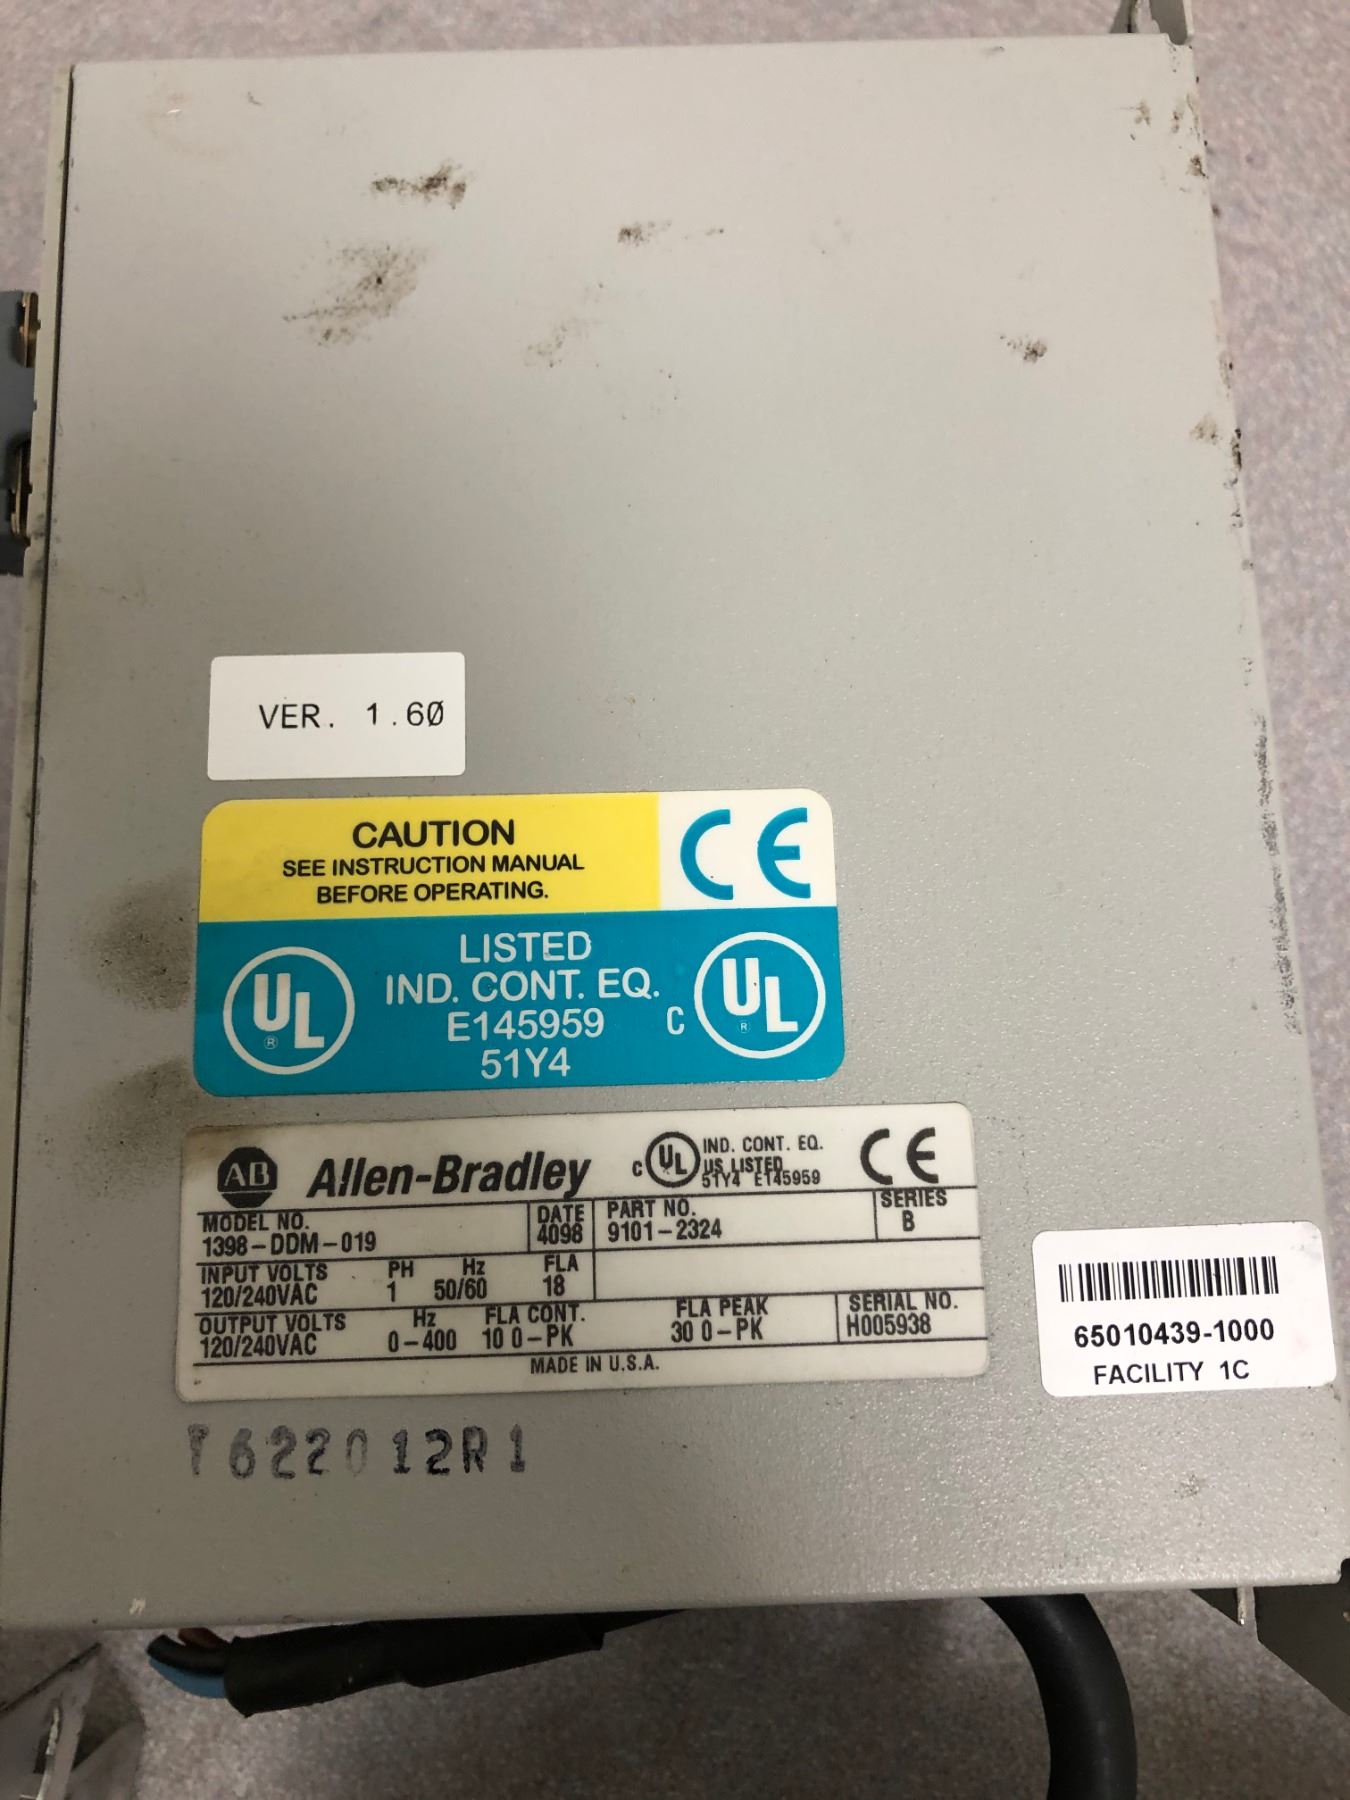 VER. 1.60
CAUTION
SEE INSTRUCTION MANUAL
BEFORE OPERATING.
CE
UL ®
LISTED
IND. CONT. EQ.
E145959
51Y4
C UL ®
AB Allen-Bradley
C UL IND. CONT. EQ.
US LISTED
51Y4 E145959
CE
MODEL NO. DATE PART NO. SERIES
1398-DDM-019 4098 9101-2324 B
INPUT VOLTS PH Hz FLA
120/240VAC 1 50/60 18
OUTPUT VOLTS Hz FLA CONT. FLA PEAK SERIAL NO.
120/240VAC 0-400 10 0-PK 30 0-PK H005938
MADE IN U.S.A.
65010439-1000
FACILITY 1C
622012R1